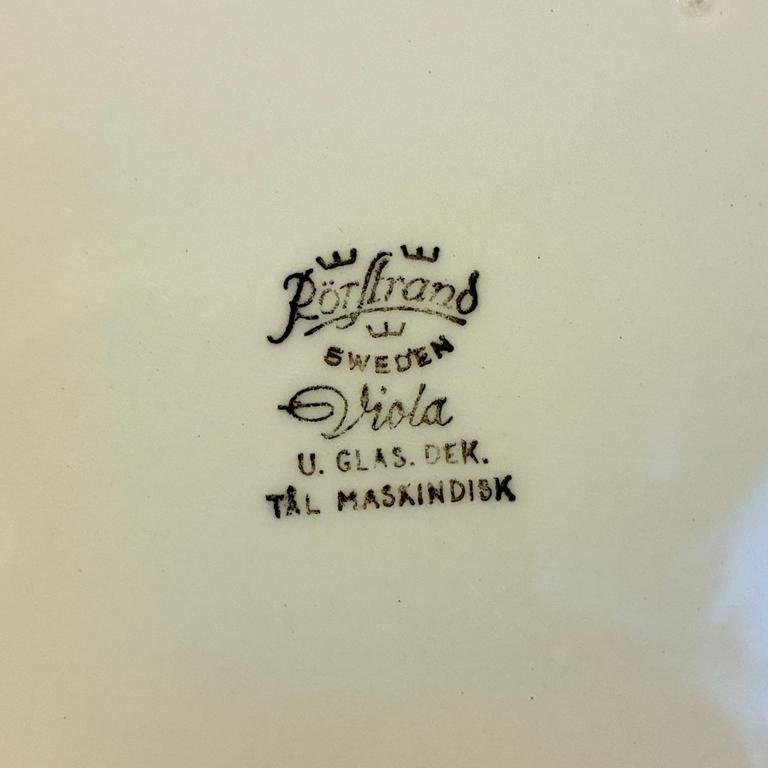 Rörstrand
SWEDEN
Viola
U. GLAS. DEK.
TÅL MASKINDISK